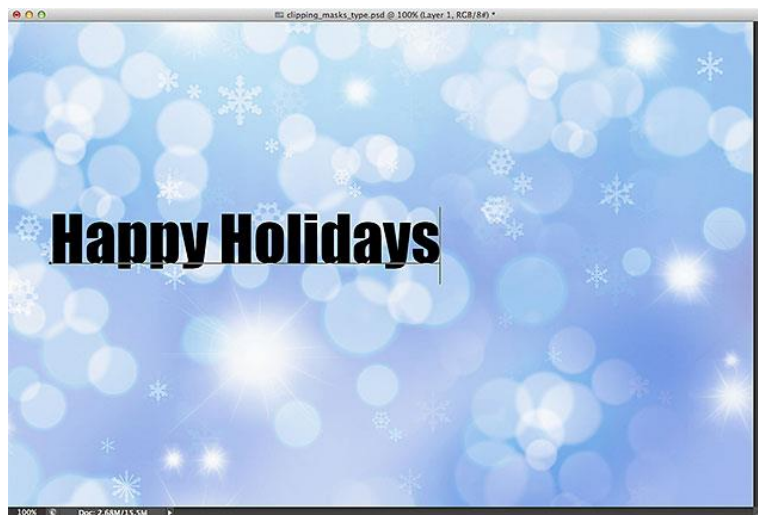 clipping_masks_type.psd @ 100% (Layer 1, RGB/8#) *
Happy Holidays
100% Doc: 2.68M/15.5M